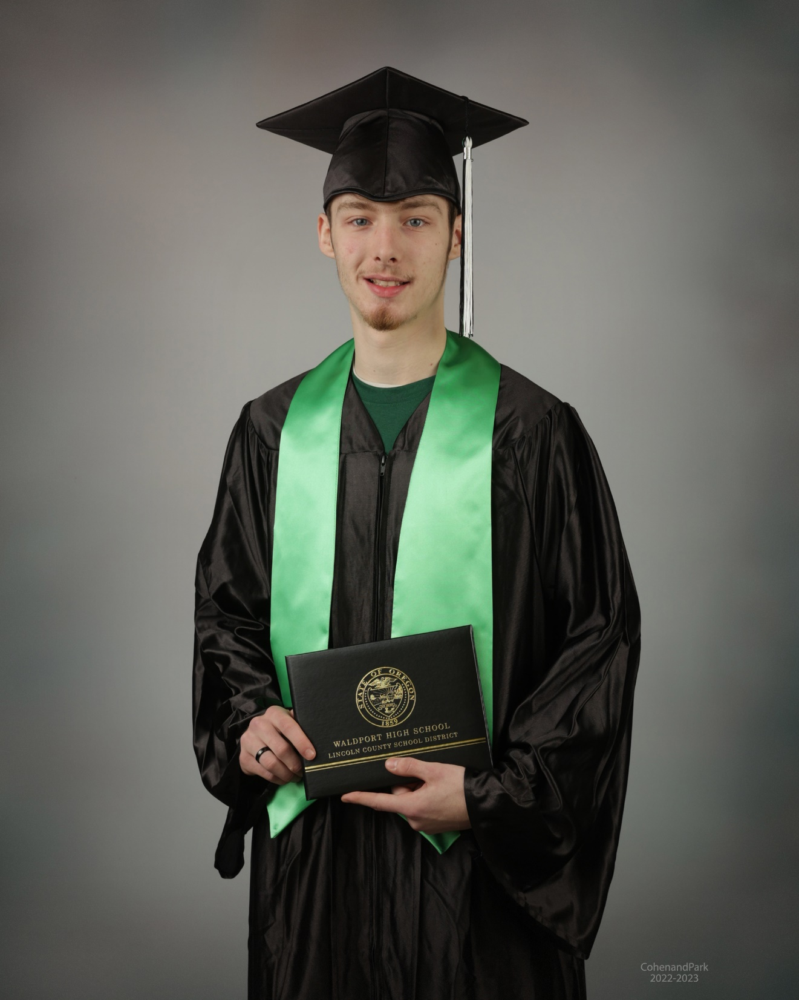 STATE OF OREGON
1859
WALDPORT HIGH SCHOOL
LINCOLN COUNTY SCHOOL DISTRICT
CohenandPark
2022-2023